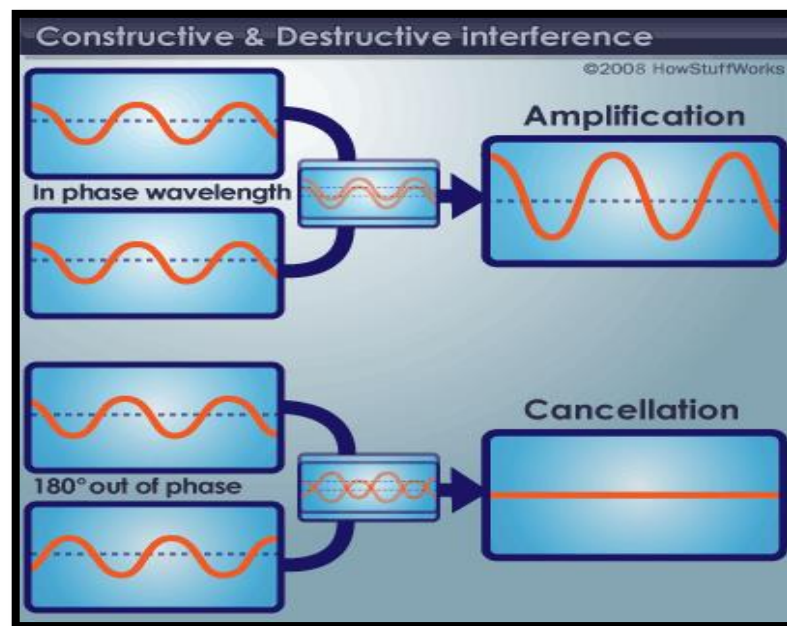 Constructive & Destructive interference
©2008 HowStuffWorks
Amplification
In phase wavelength
Cancellation
180° out of phase